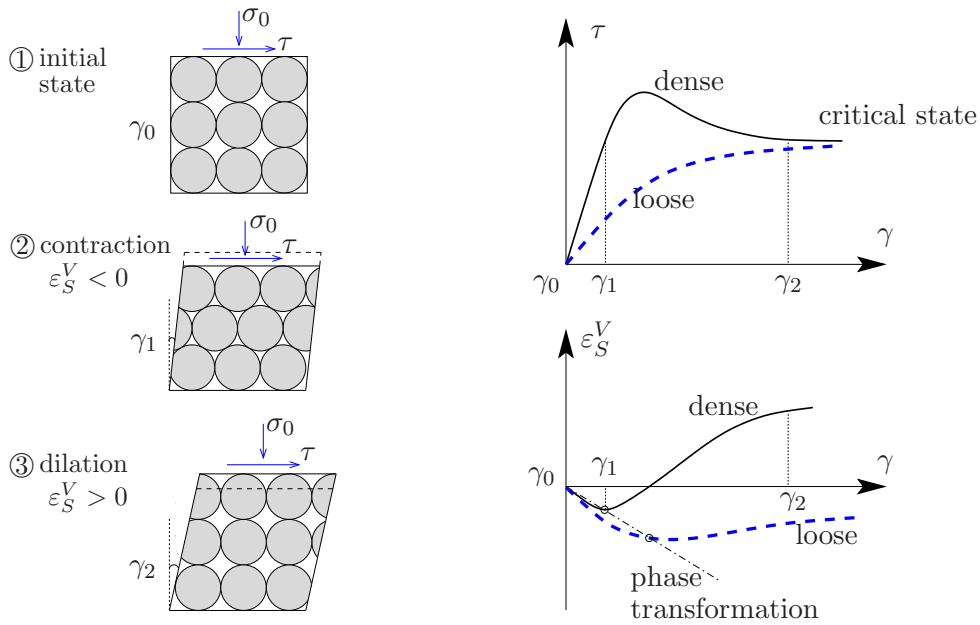 σ₀
τ
① initial
state
γ₀
σ₀
τ
② contraction
ε_S^V < 0
γ₁
σ₀
τ
③ dilation
ε_S^V > 0
γ₂
τ
dense
critical state
loose
γ
γ₀
γ₁
γ₂
ε_S^V
dense
γ₀
γ₁
γ
γ₂
loose
phase
transformation